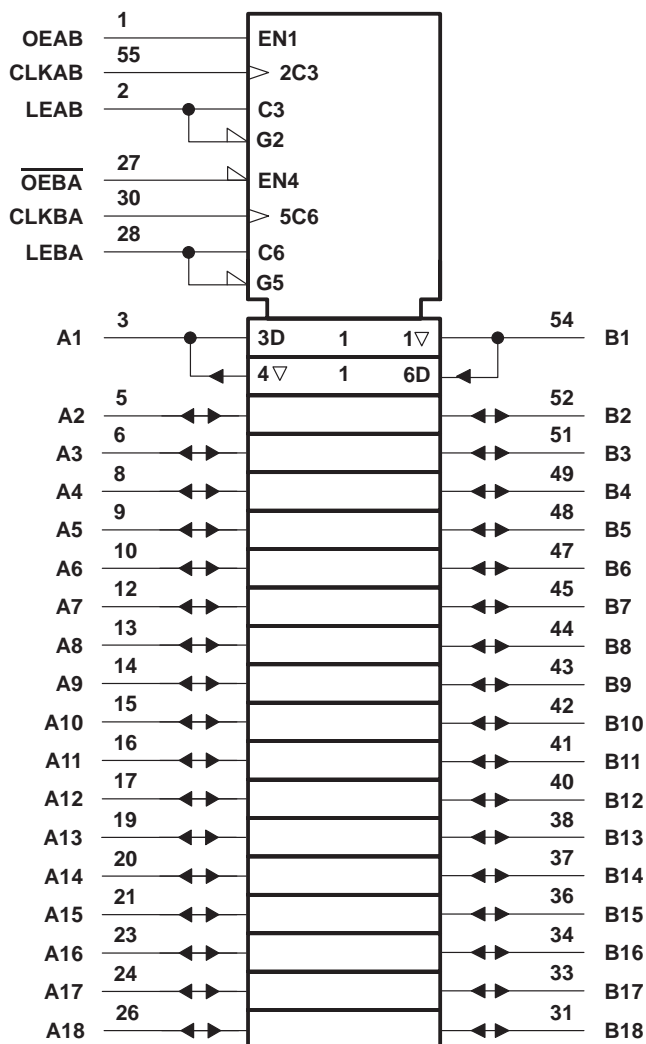 1
OEAB EN1
55
CLKAB 2C3
2
LEAB C3
G2
27
OEBA EN4
30
CLKBA 5C6
28
LEBA C6
G5
3 54
A1 3D 1 1▽ B1
4▽ 1 6D
5 52
A2 B2
6 51
A3 B3
8 49
A4 B4
9 48
A5 B5
10 47
A6 B6
12 45
A7 B7
13 44
A8 B8
14 43
A9 B9
15 42
A10 B10
16 41
A11 B11
17 40
A12 B12
19 38
A13 B13
20 37
A14 B14
21 36
A15 B15
23 34
A16 B16
24 33
A17 B17
26 31
A18 B18